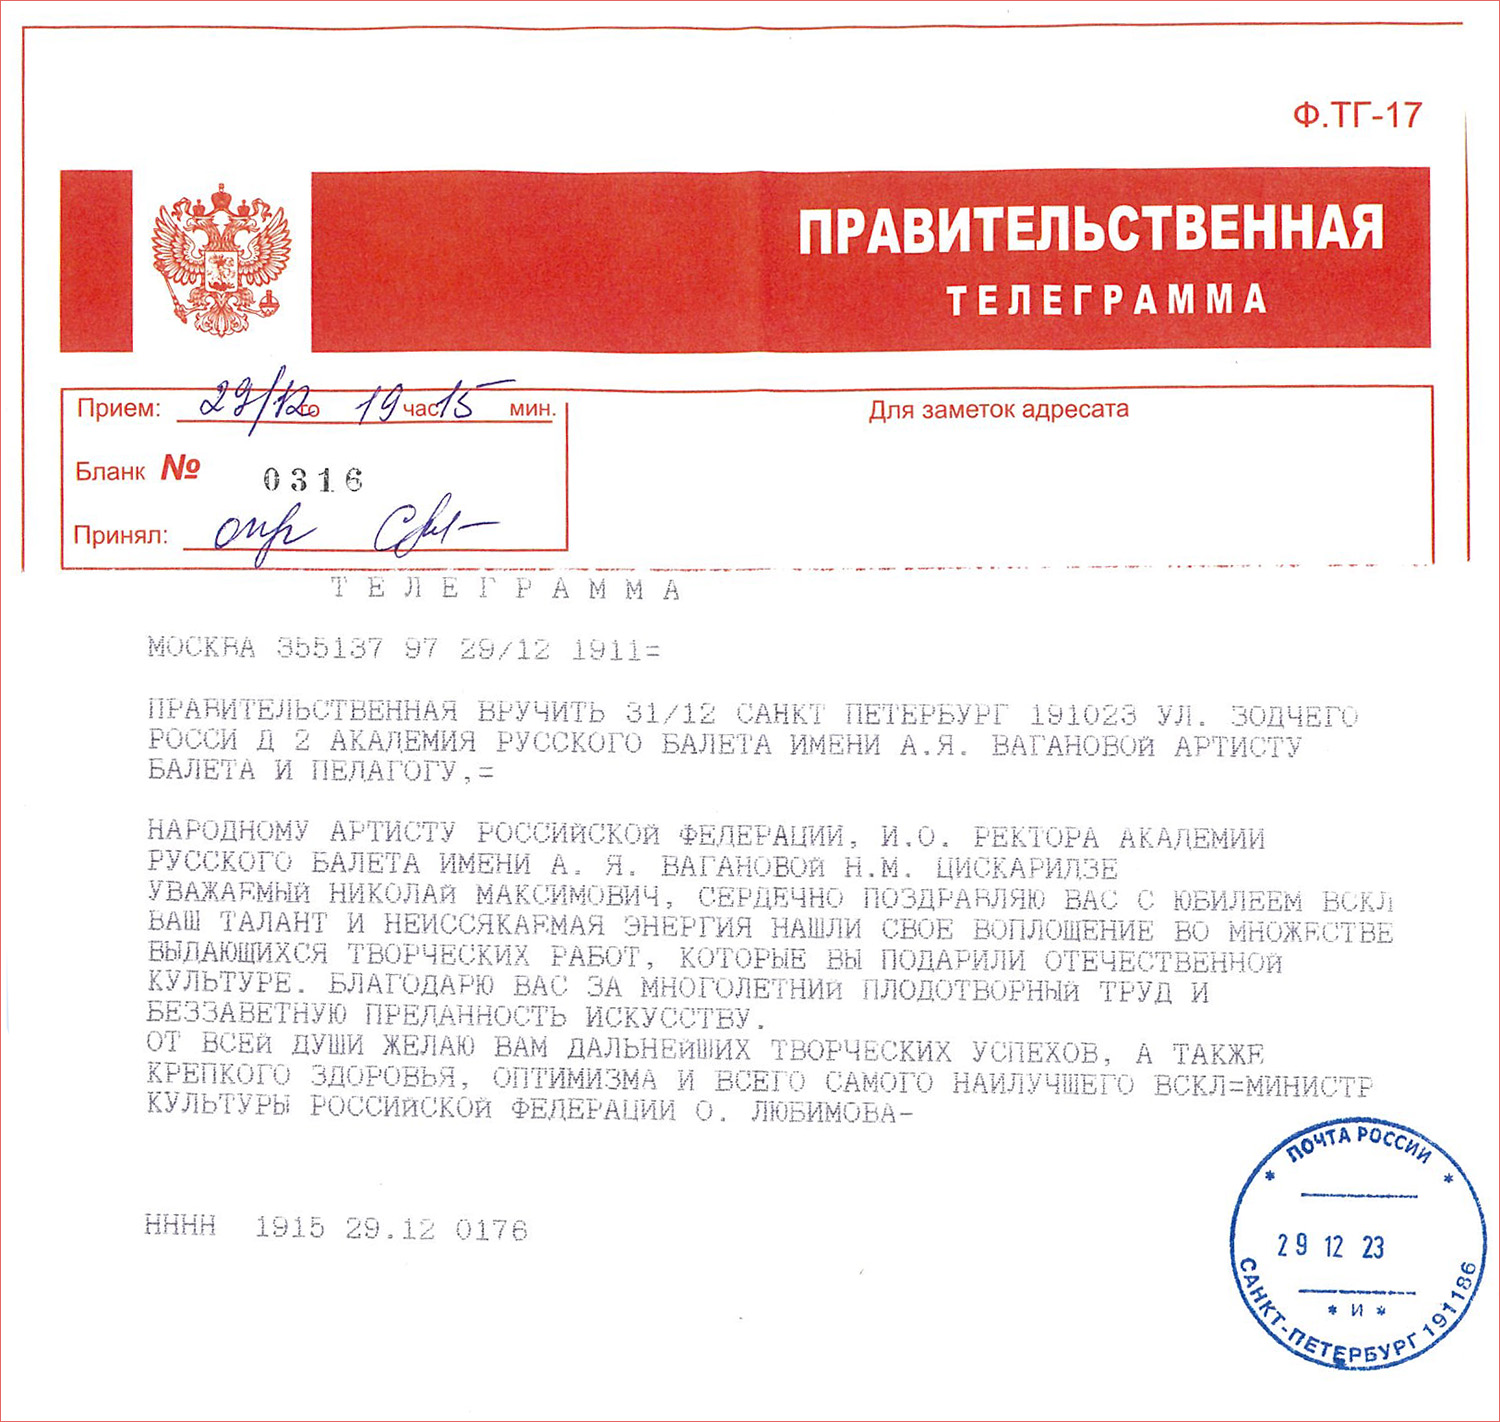 Ф.ТГ-17
ПРАВИТЕЛЬСТВЕННАЯ
ТЕЛЕГРАММА
Прием: 29/12 го 19 час 15 мин.
Для заметок адресата
Бланк № 0316
Принял:
ТЕЛЕГРАММА
МОСКВА 355137 97 29/12 1911=
ПРАВИТЕЛЬСТВЕННАЯ ВРУЧИТЬ 31/12 САНКТ ПЕТЕРБУРГ 191023 УЛ. ЗОДЧЕГО
РОССИ Д 2 АКАДЕМИЯ РУССКОГО БАЛЕТА ИМЕНИ А.Я. ВАГАНОВОЙ АРТИСТУ
БАЛЕТА И ПЕДАГОГУ,=
НАРОДНОМУ АРТИСТУ РОССИЙСКОЙ ФЕДЕРАЦИИ, И.О. РЕКТОРА АКАДЕМИИ
РУССКОГО БАЛЕТА ИМЕНИ А. Я. ВАГАНОВОЙ Н.М. ЦИСКАРИДЗЕ
УВАЖАЕМЫЙ НИКОЛАЙ МАКСИМОВИЧ, СЕРДЕЧНО ПОЗДРАВЛЯЮ ВАС С ЮБИЛЕЕМ ВСКЛ
ВАШ ТАЛАНТ И НЕИССЯКАЕМАЯ ЭНЕРГИЯ НАШЛИ СВОЕ ВОПЛОЩЕНИЕ ВО МНОЖЕСТВЕ
ВЫДАЮЩИХСЯ ТВОРЧЕСКИХ РАБОТ, КОТОРЫЕ ВЫ ПОДАРИЛИ ОТЕЧЕСТВЕННОЙ
КУЛЬТУРЕ. БЛАГОДАРЮ ВАС ЗА МНОГОЛЕТНИЙ ПЛОДОТВОРНЫЙ ТРУД И
БЕЗЗАВЕТНУЮ ПРЕДАННОСТЬ ИСКУССТВУ.
ОТ ВСЕЙ ДУШИ ЖЕЛАЮ ВАМ ДАЛЬНЕЙШИХ ТВОРЧЕСКИХ УСПЕХОВ, А ТАКЖЕ
КРЕПКОГО ЗДОРОВЬЯ, ОПТИМИЗМА И ВСЕГО САМОГО НАИЛУЧШЕГО ВСКЛ=МИНИСТР
КУЛЬТУРЫ РОССИЙСКОЙ ФЕДЕРАЦИИ О. ЛЮБИМОВА-
НННН 1915 29.12 0176
* ПОЧТА РОССИИ *
29 12 23
* И *
САНКТ-ПЕТЕРБУРГ 191186